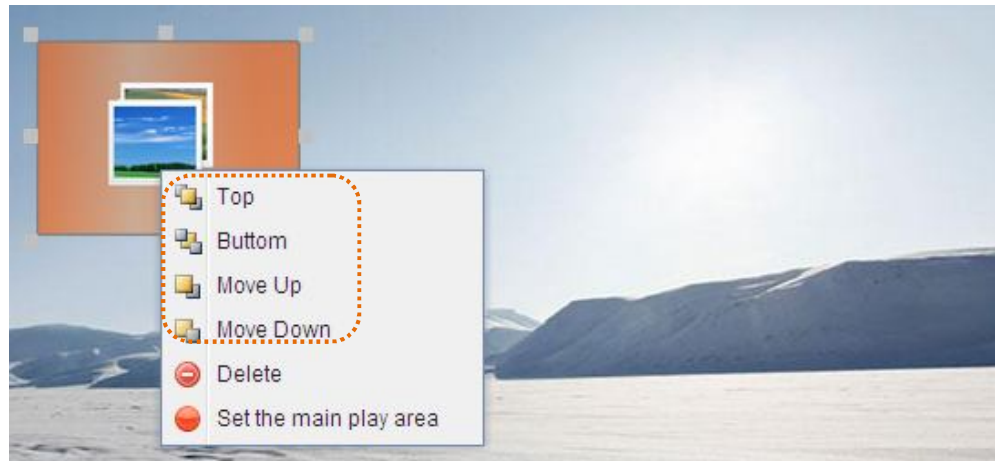 Top
Buttom
Move Up
Move Down
Delete
Set the main play area